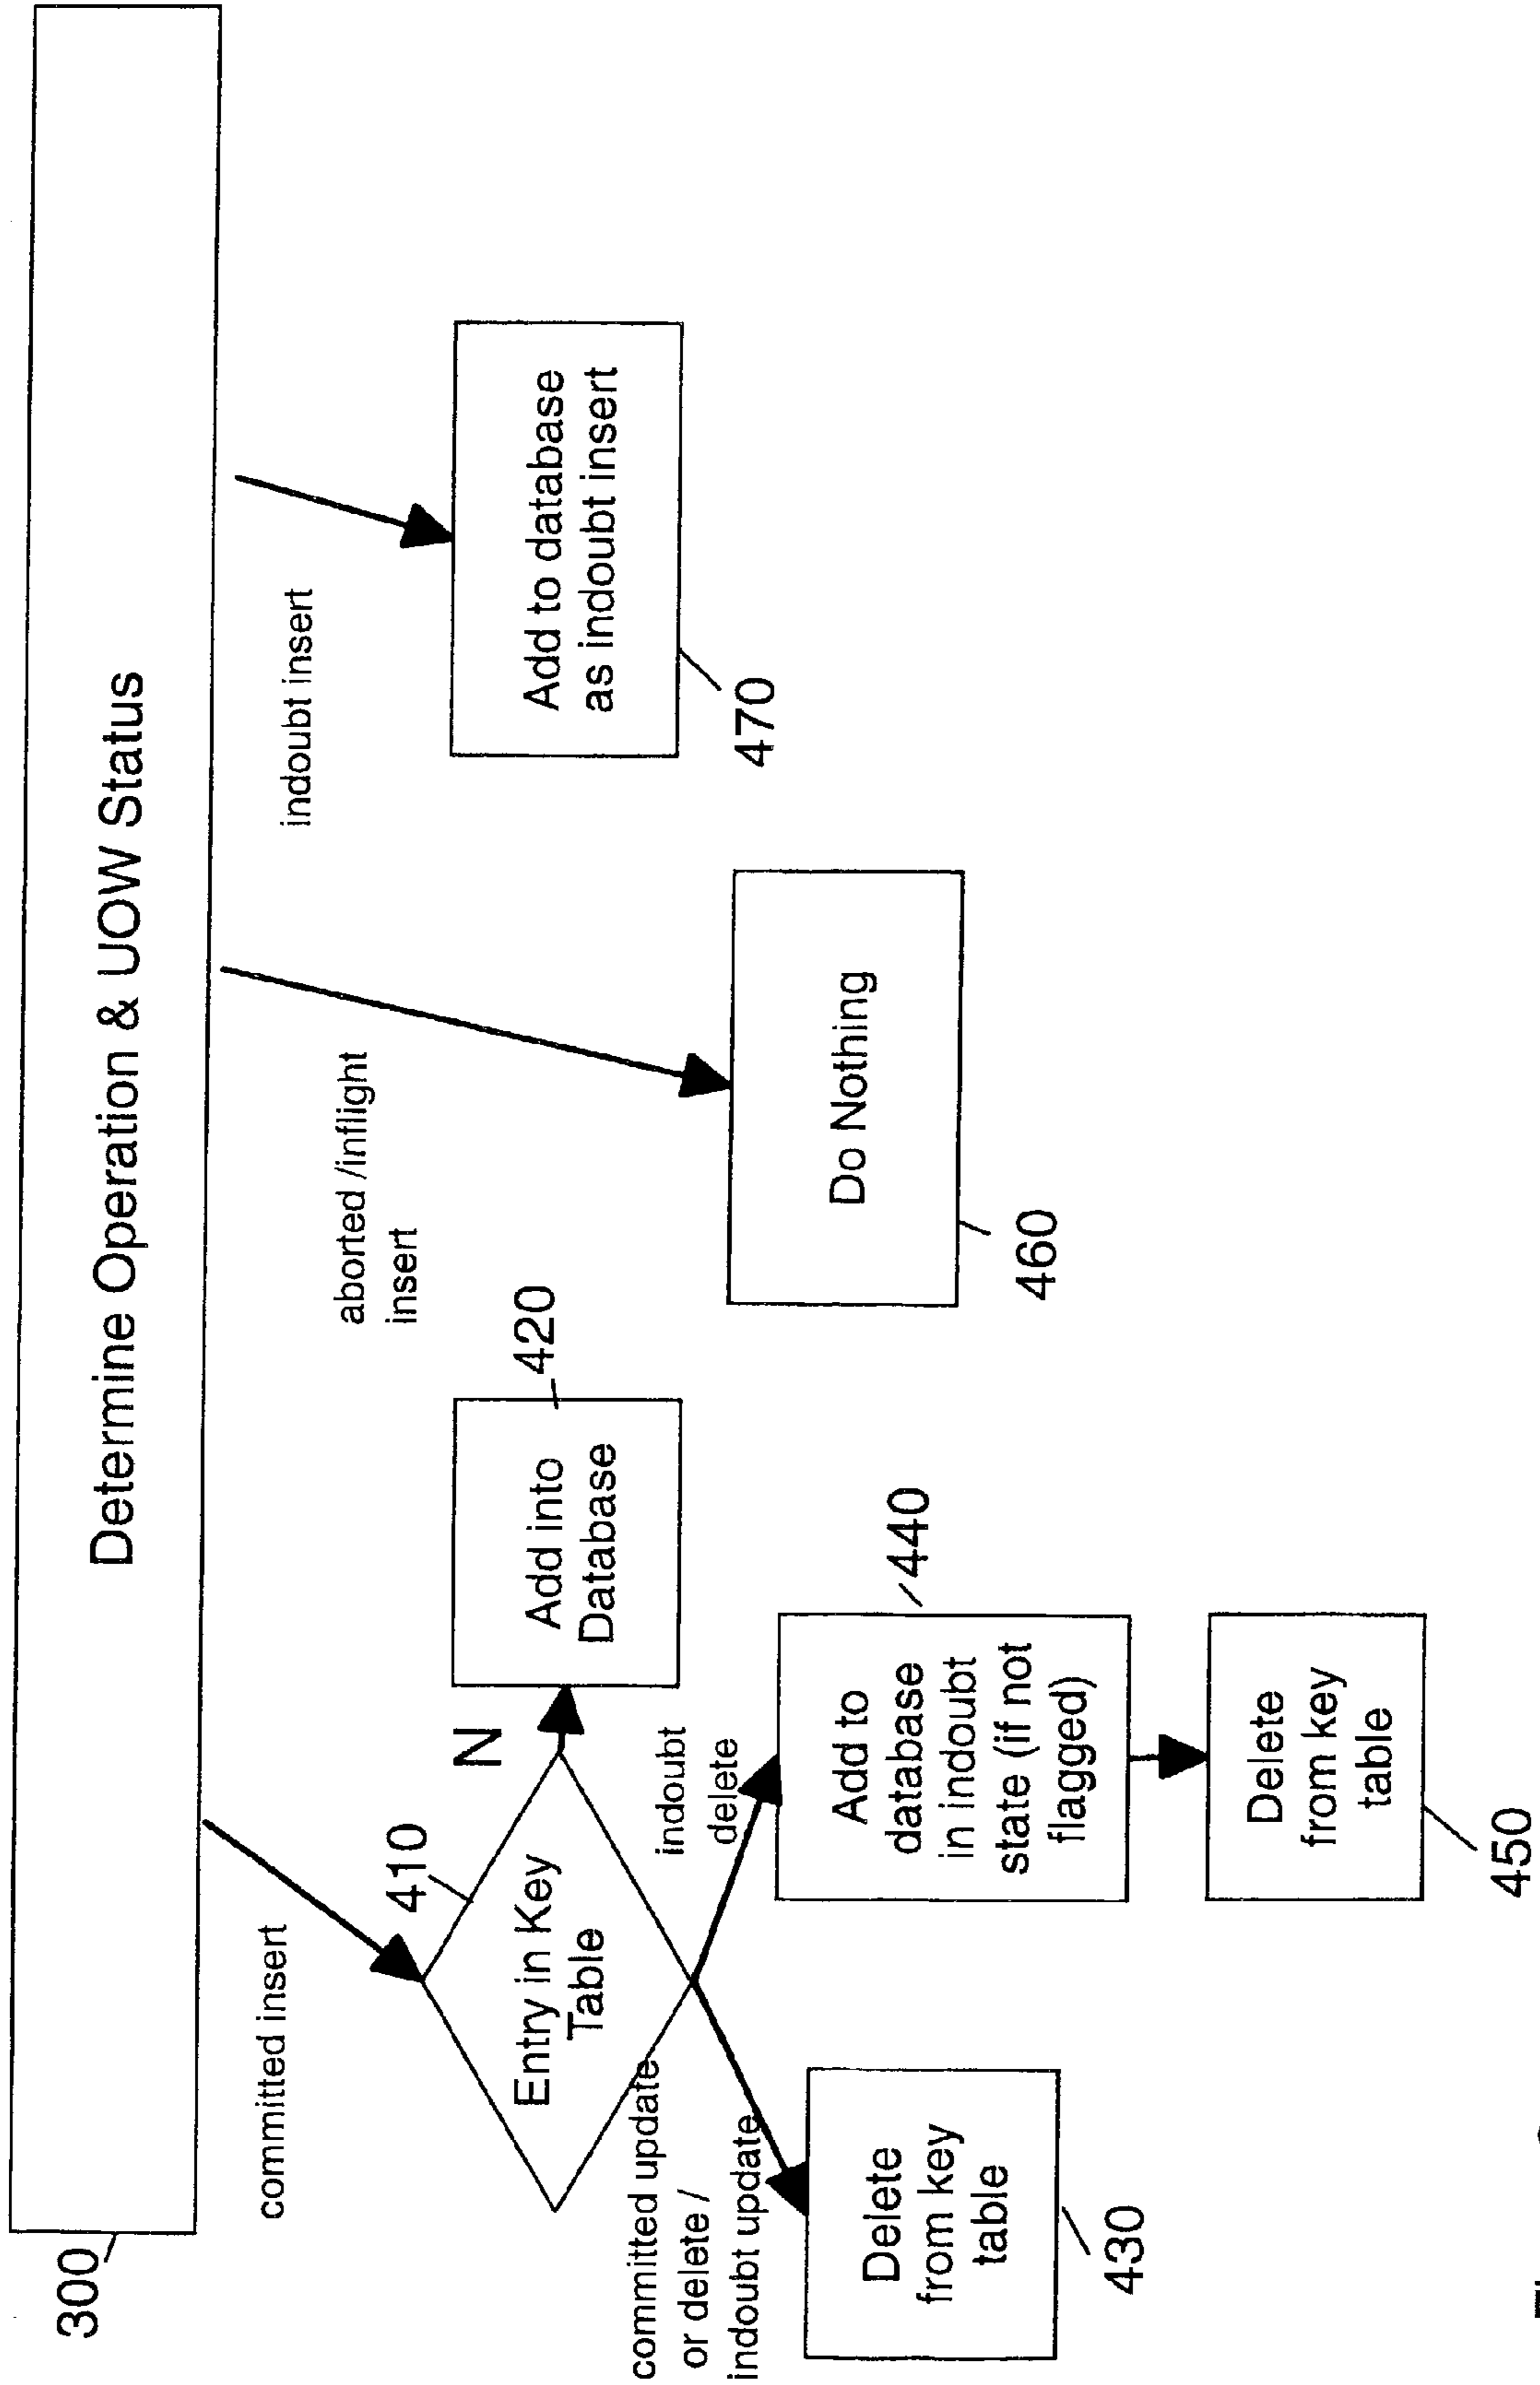 300
Determine Operation & UOW Status
committed insert
aborted /inflight
insert
indoubt insert
410
Entry in Key
Table
N
420
Add into
Database
Add to database
as indoubt insert
470
committed update
or delete /
indoubt update
indoubt
delete
Do Nothing
460
Delete
from key
table
430
440
Add to
database
in indoubt
state (if not
flagged)
Delete
from key
table
450